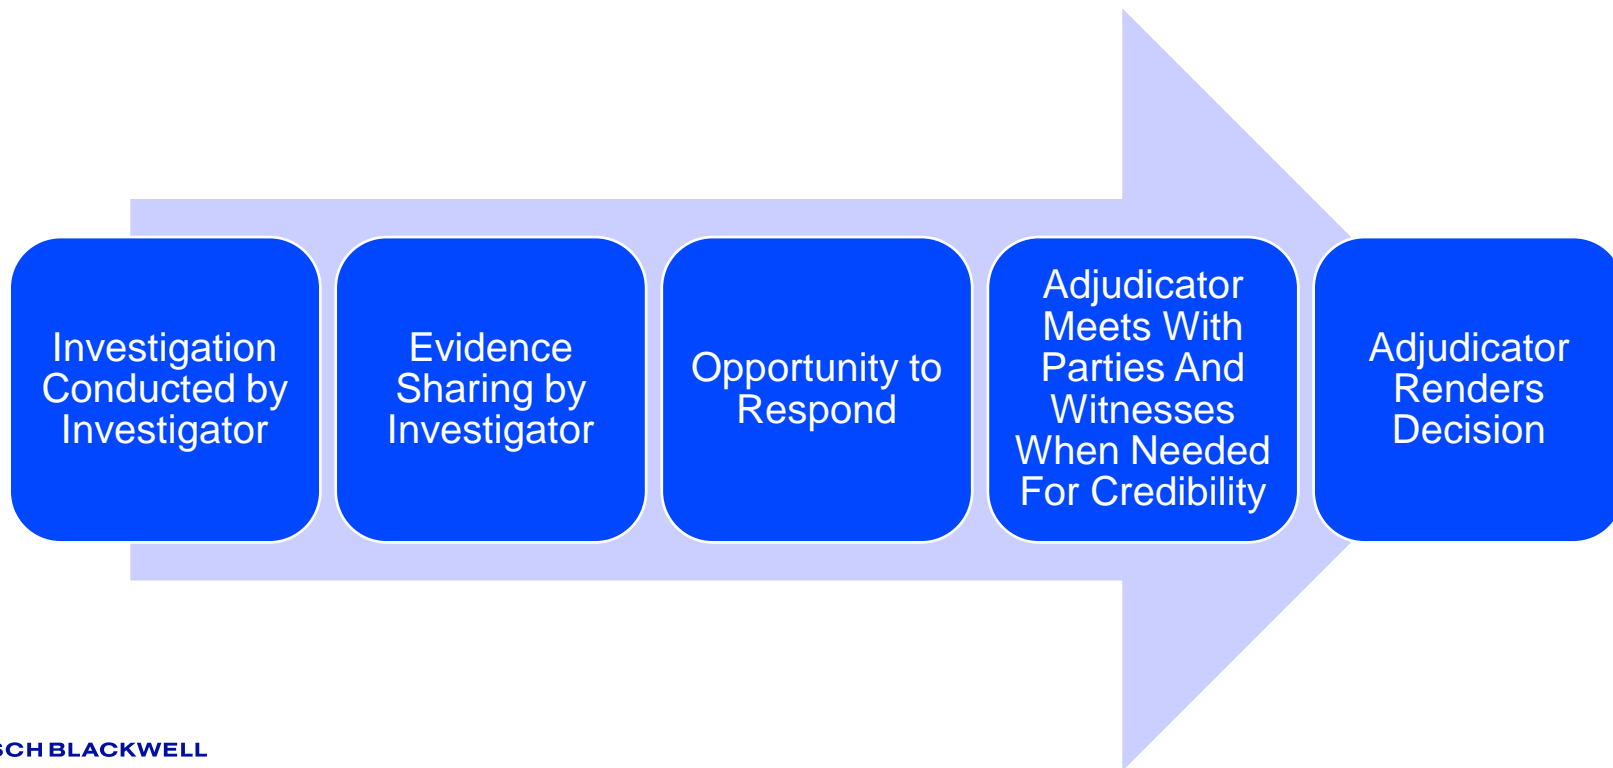 Investigation
Conducted by
Investigator
Evidence
Sharing by
Investigator
Opportunity to
Respond
Adjudicator
Meets With
Parties And
Witnesses
When Needed
For Credibility
Adjudicator
Renders
Decision
SCH BLACKWELL